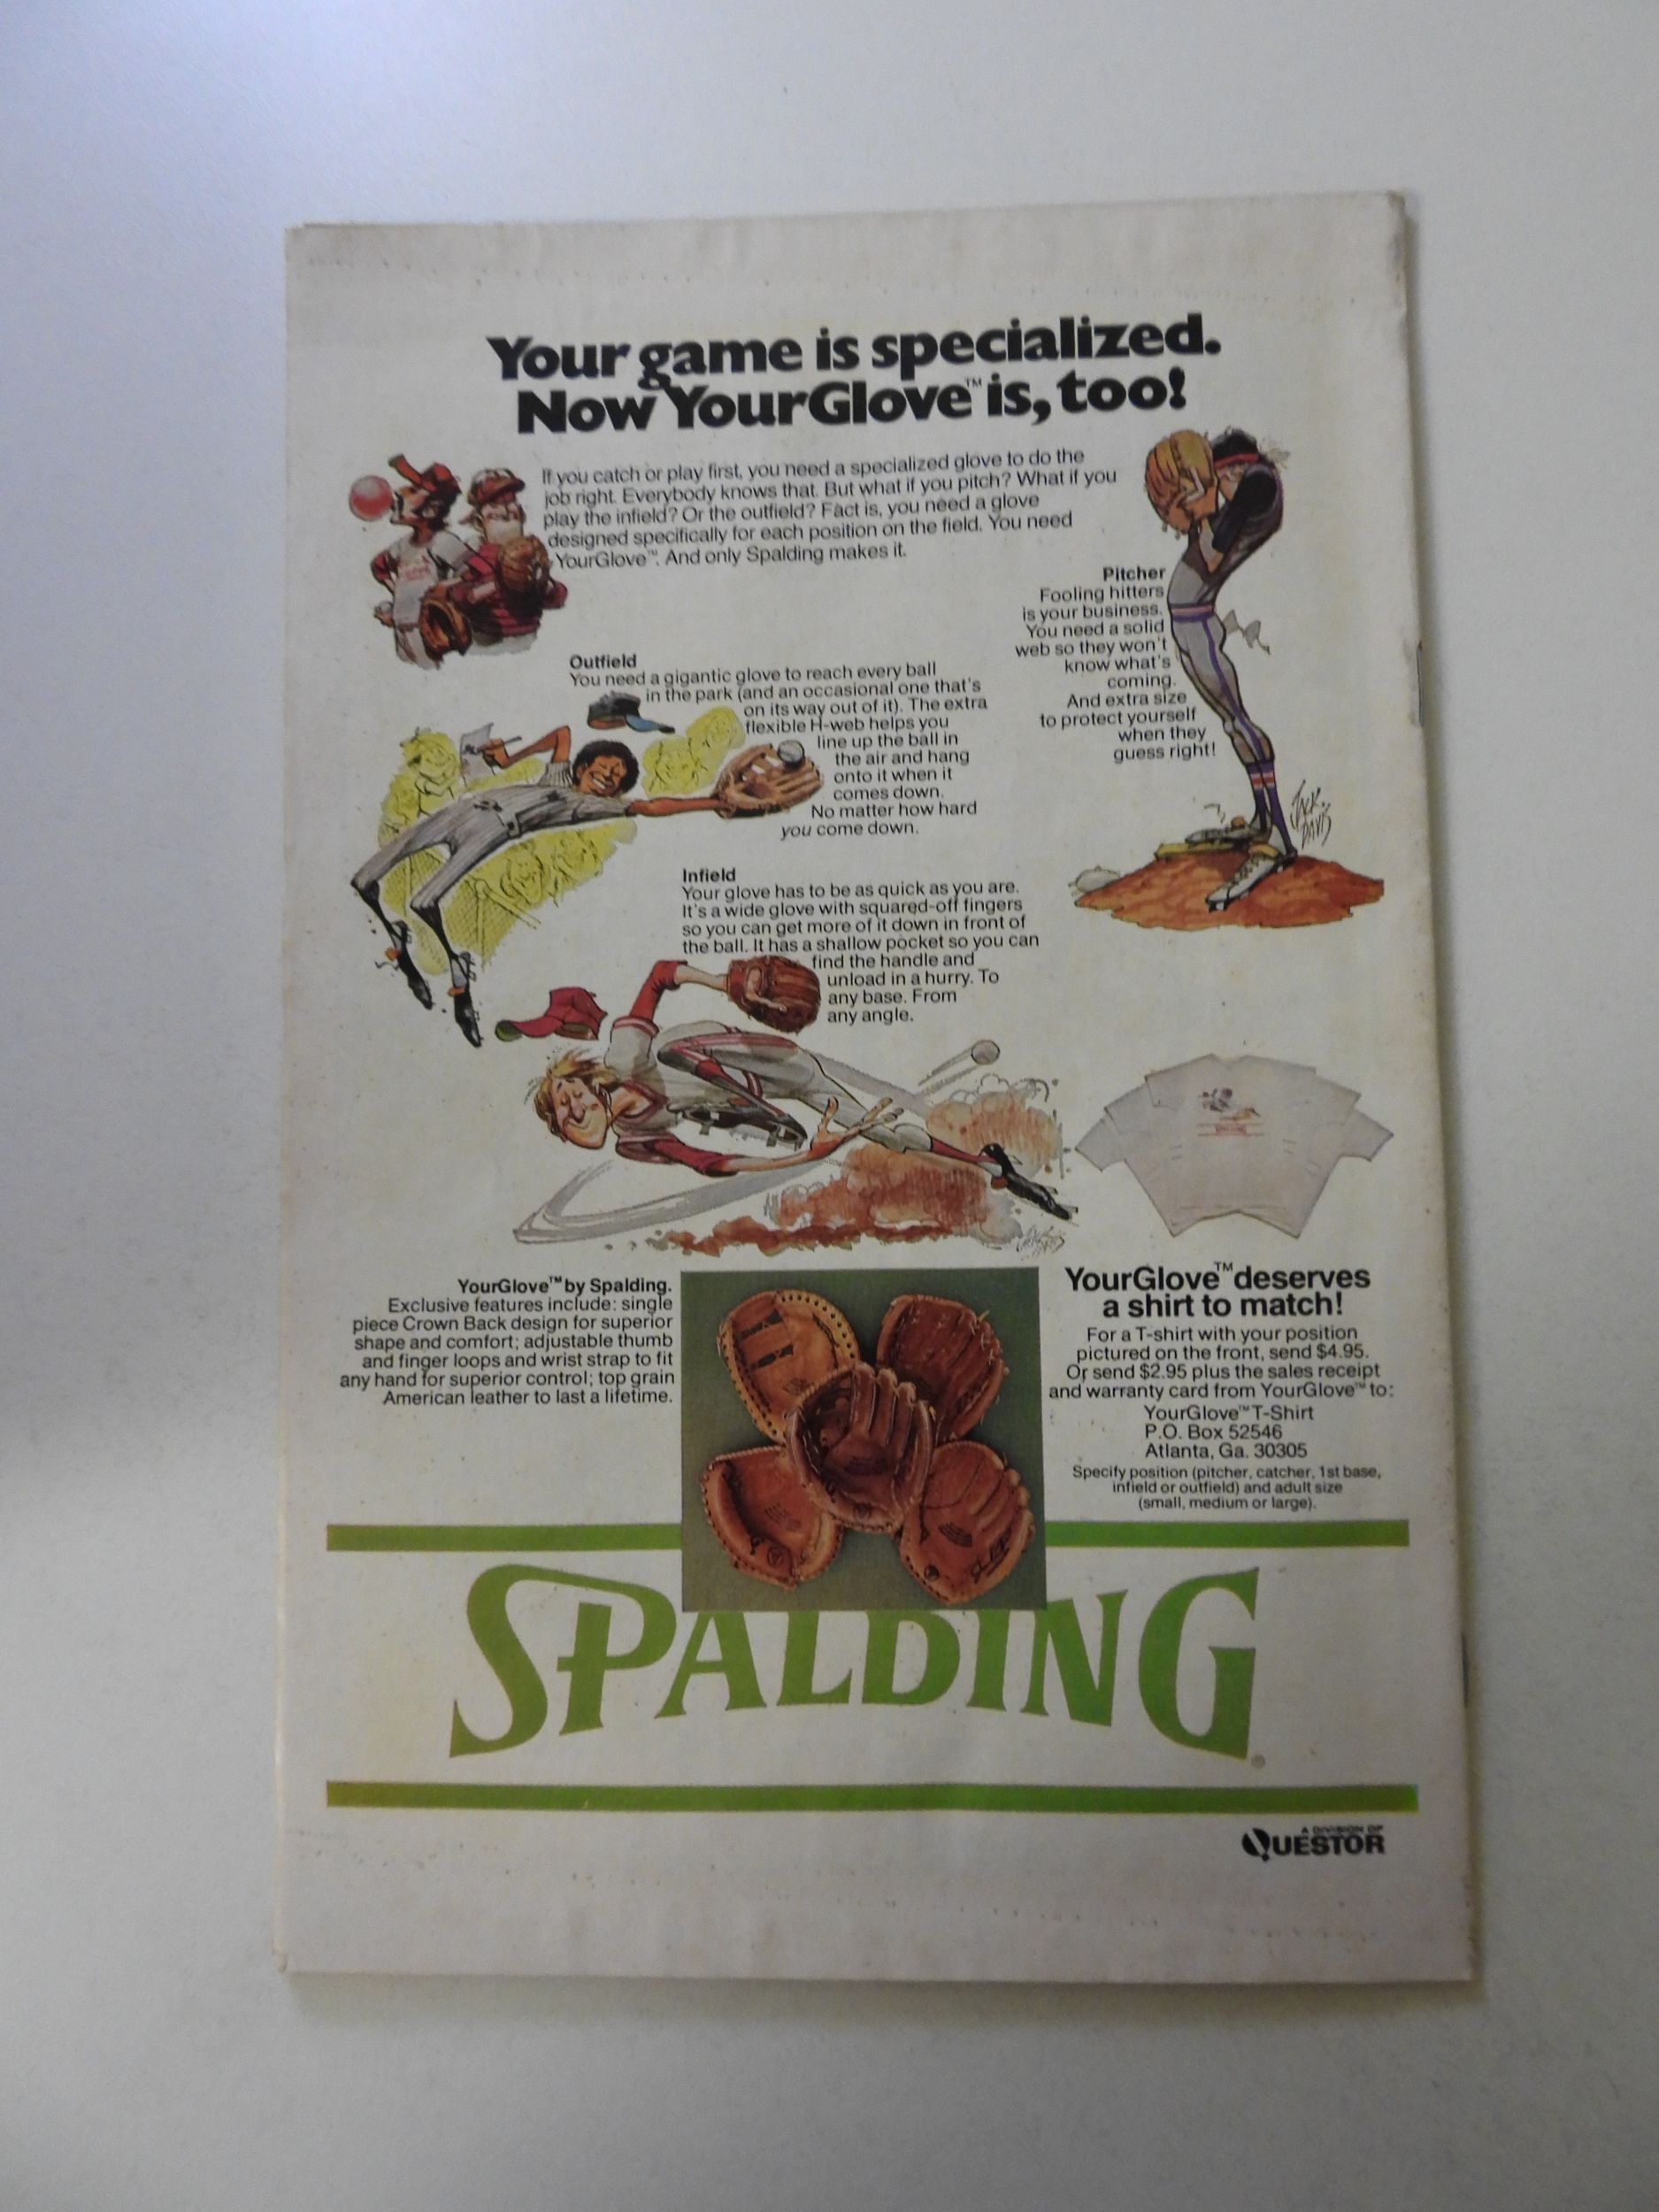 Your game is specialized.
Now YourGlove™ is, too!
If you catch or play first, you need a specialized glove to do the
job right. Everybody knows that. But what if you pitch? What if you
play the infield? Or the outfield? Fact is, you need a glove
designed specifically for each position on the field. You need
YourGlove™. And only Spalding makes it.
Pitcher
Fooling hitters
is your business.
You need a solid
web so they won't
know what's
coming.
And extra size
to protect yourself
when they
guess right!
JACK
DAVIS
Outfield
You need a gigantic glove to reach every ball
in the park (and an occasional one that's
on its way out of it). The extra
flexible H-web helps you
line up the ball in
the air and hang
onto it when it
comes down.
No matter how hard
you come down.
Infield
Your glove has to be as quick as you are.
It's a wide glove with squared-off fingers
so you can get more of it down in front of
the ball. It has a shallow pocket so you can
find the handle and
unload in a hurry. To
any base. From
any angle.
YourGlove™ by Spalding.
Exclusive features include: single
piece Crown Back design for superior
shape and comfort; adjustable thumb
and finger loops and wrist strap to fit
any hand for superior control; top grain
American leather to last a lifetime.
YourGlove™ deserves
a shirt to match!
For a T-shirt with your position
pictured on the front, send $4.95.
Or send $2.95 plus the sales receipt
and warranty card from YourGlove™ to:
YourGlove™ T-Shirt
P.O. Box 52546
Atlanta, Ga. 30305
Specify position (pitcher, catcher, 1st base,
infield or outfield) and adult size
(small, medium or large).
SPALDING®
A DIVISION OF
QUESTOR